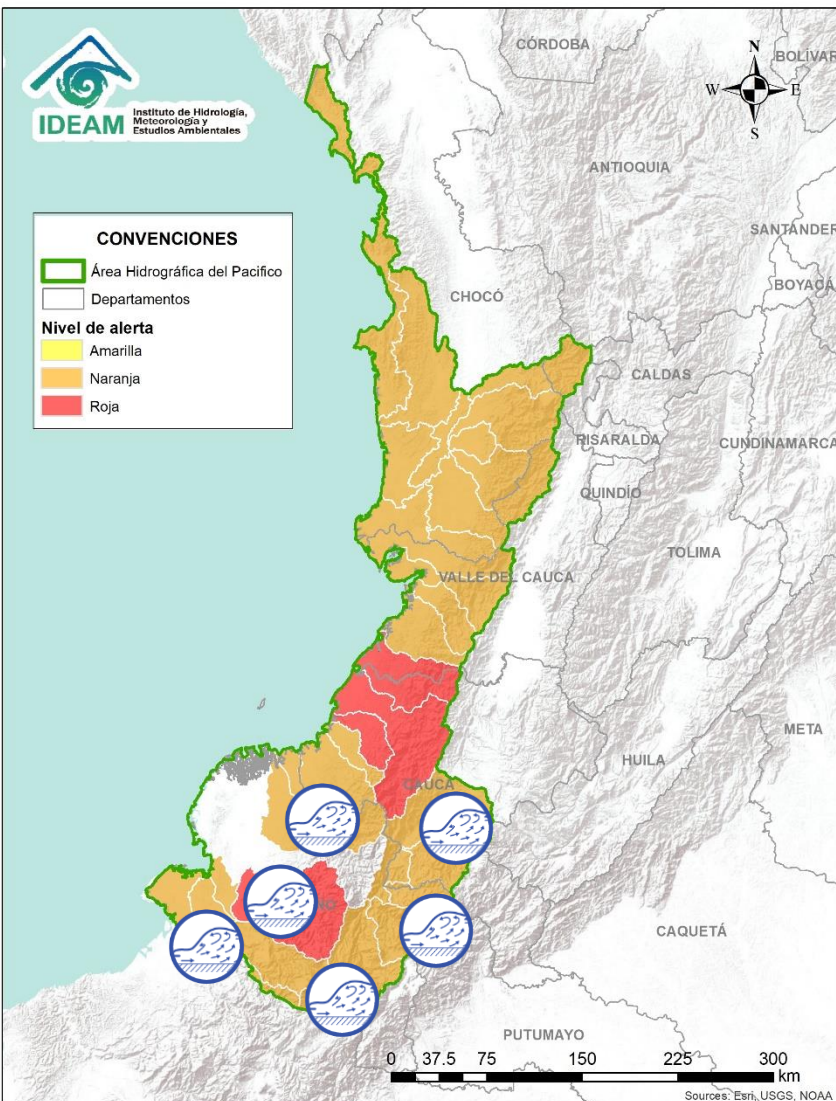 IDEAM
Instituto de Hidrología,
Meteorología y
Estudios Ambientales
CÓRDOBA
BOLÍVAR
N
W
E
S
ANTIOQUIA
SANTANDER
CONVENCIONES
Área Hidrográfica del Pacifico
Departamentos
Nivel de alerta
Amarilla
Naranja
Roja
BOYACÁ
CHOCÓ
CALDAS
RISARALDA
CUNDINAMARCA
QUINDÍO
TOLIMA
VALLE DEL CAUCA
META
HUILA
CAUCA
CAQUETÁ
PUTUMAYO
0 37.5 75 150 225 300
km
Sources: Esri, USGS, NOAA